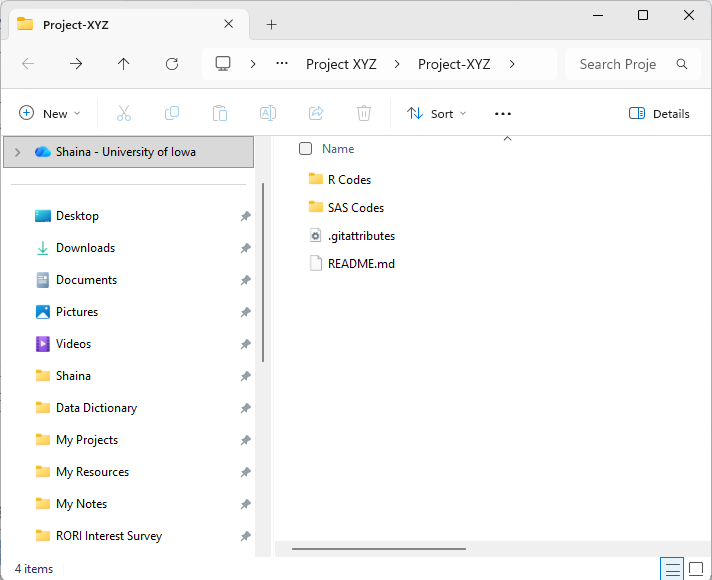 Project-XYZ
Project XYZ Project-XYZ Search Proje
New Sort Details
Shaina - University of Iowa
Desktop
Downloads
Documents
Pictures
Videos
Shaina
Data Dictionary
My Projects
My Resources
My Notes
RORI Interest Survey
Name
R Codes
SAS Codes
.gitattributes
README.md
4 items